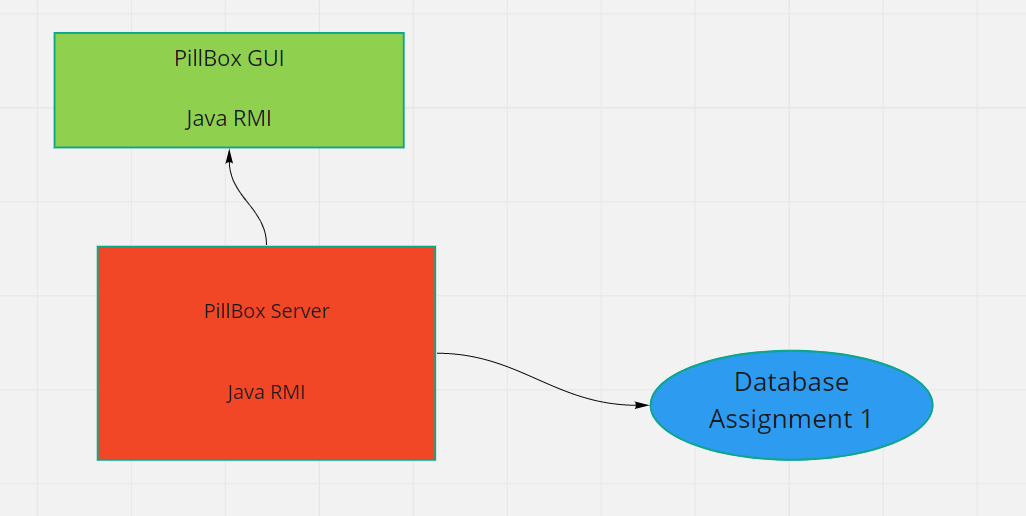 PillBox GUI
Java RMI
PillBox Server
Java RMI
Database
Assignment 1